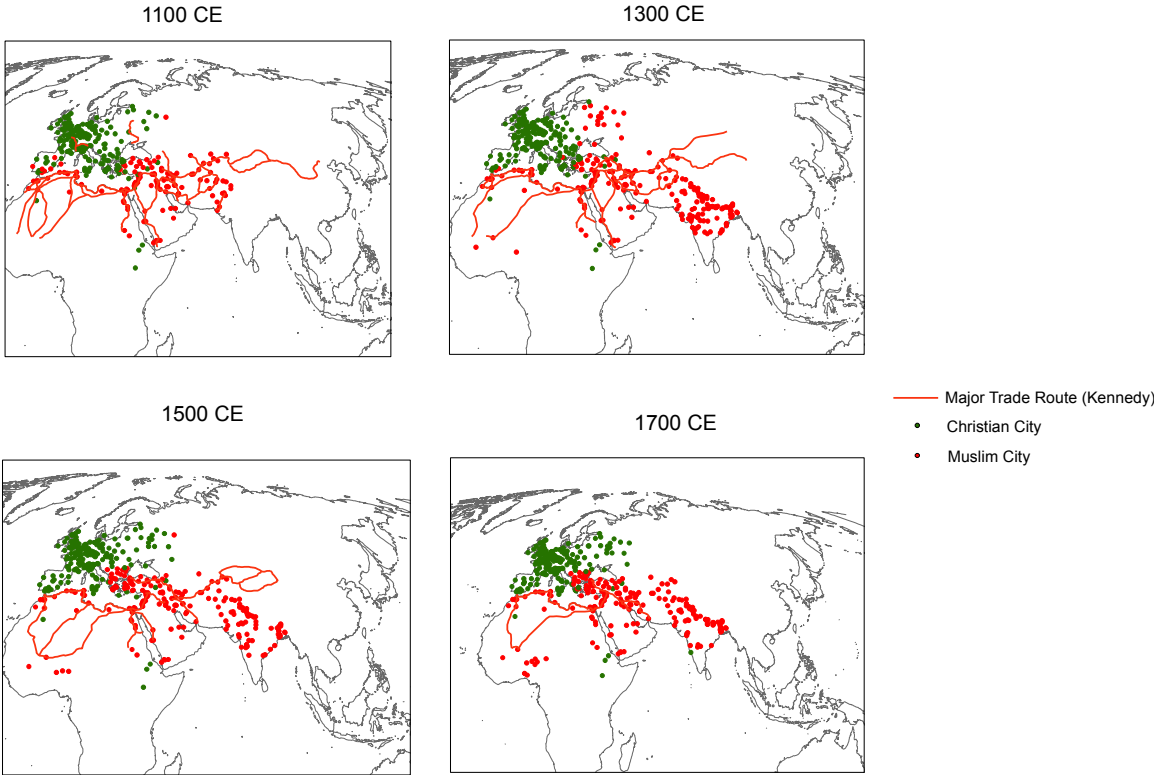 1100 CE
1300 CE
1500 CE
1700 CE
Major Trade Route (Kennedy)
Christian City
Muslim City